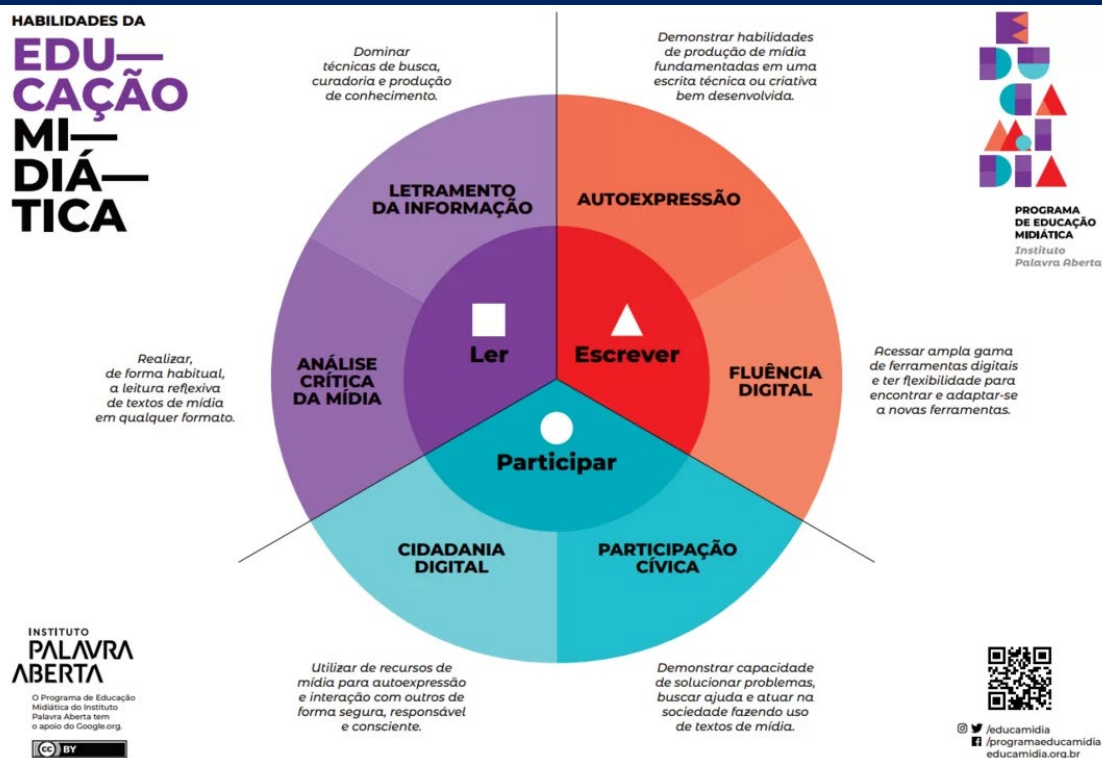 HABILIDADES DA
EDU—
CAÇÃO
MI—
DIÁ—
TICA
Dominar
técnicas de busca,
curadoria e produção
de conhecimento.
Demonstrar habilidades
de produção de mídia
fundamentadas em uma
escrita técnica ou criativa
bem desenvolvida.
EDUCAMIDIA
PROGRAMA
DE EDUCAÇÃO
MIDIÁTICA
Instituto
Palavra Aberta
LETRAMENTO
DA INFORMAÇÃO
AUTOEXPRESSÃO
Ler
Escrever
Participar
Realizar,
de forma habitual,
a leitura reflexiva
de textos de mídia
em qualquer formato.
ANÁLISE
CRÍTICA
DA MÍDIA
FLUÊNCIA
DIGITAL
Acessar ampla gama
de ferramentas digitais
e ter flexibilidade para
encontrar e adaptar-se
a novas ferramentas.
CIDADANIA
DIGITAL
PARTICIPAÇÃO
CÍVICA
Utilizar de recursos de
mídia para autoexpressão
e interação com outros de
forma segura, responsável
e consciente.
Demonstrar capacidade
de solucionar problemas,
buscar ajuda e atuar na
sociedade fazendo uso
de textos de mídia.
INSTITUTO
PALAVRA
ABERTA
O Programa de Educação
Midiática do Instituto
Palavra Aberta tem
o apoio do Google.org.
cc BY
/educamidia
/programaeducamidia
educamidia.org.br